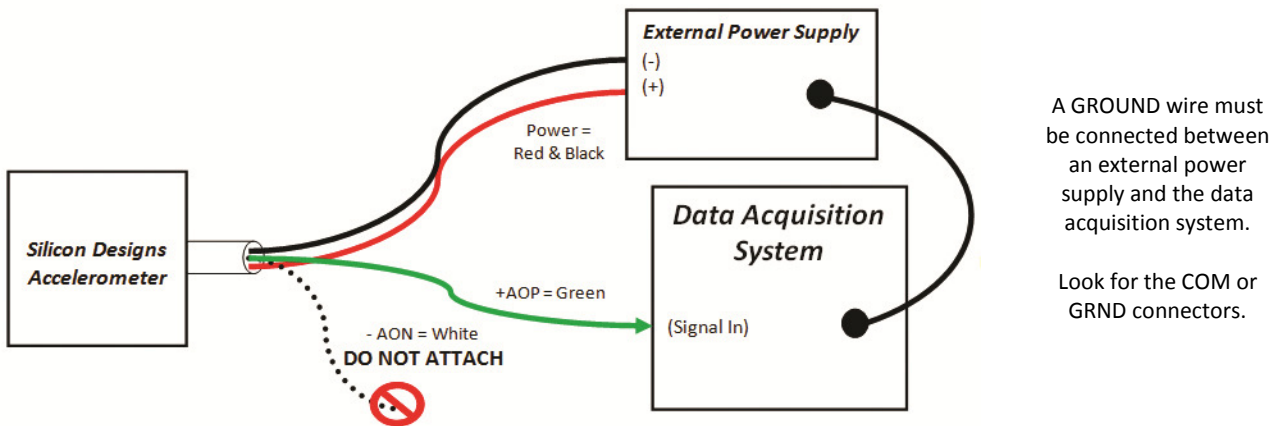 External Power Supply
(-)
(+)
Power =
Red & Black
Silicon Designs
Accelerometer
Data Acquisition
System
+AOP = Green
(Signal In)
- AON = White
DO NOT ATTACH
A GROUND wire must
be connected between
an external power
supply and the data
acquisition system.
Look for the COM or
GRND connectors.